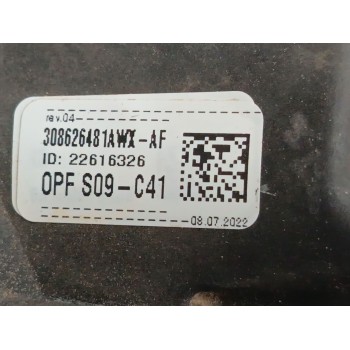 rev.04
308626481AWX-AF
ID: 22616326
OPF S09-C41
08.07.2022